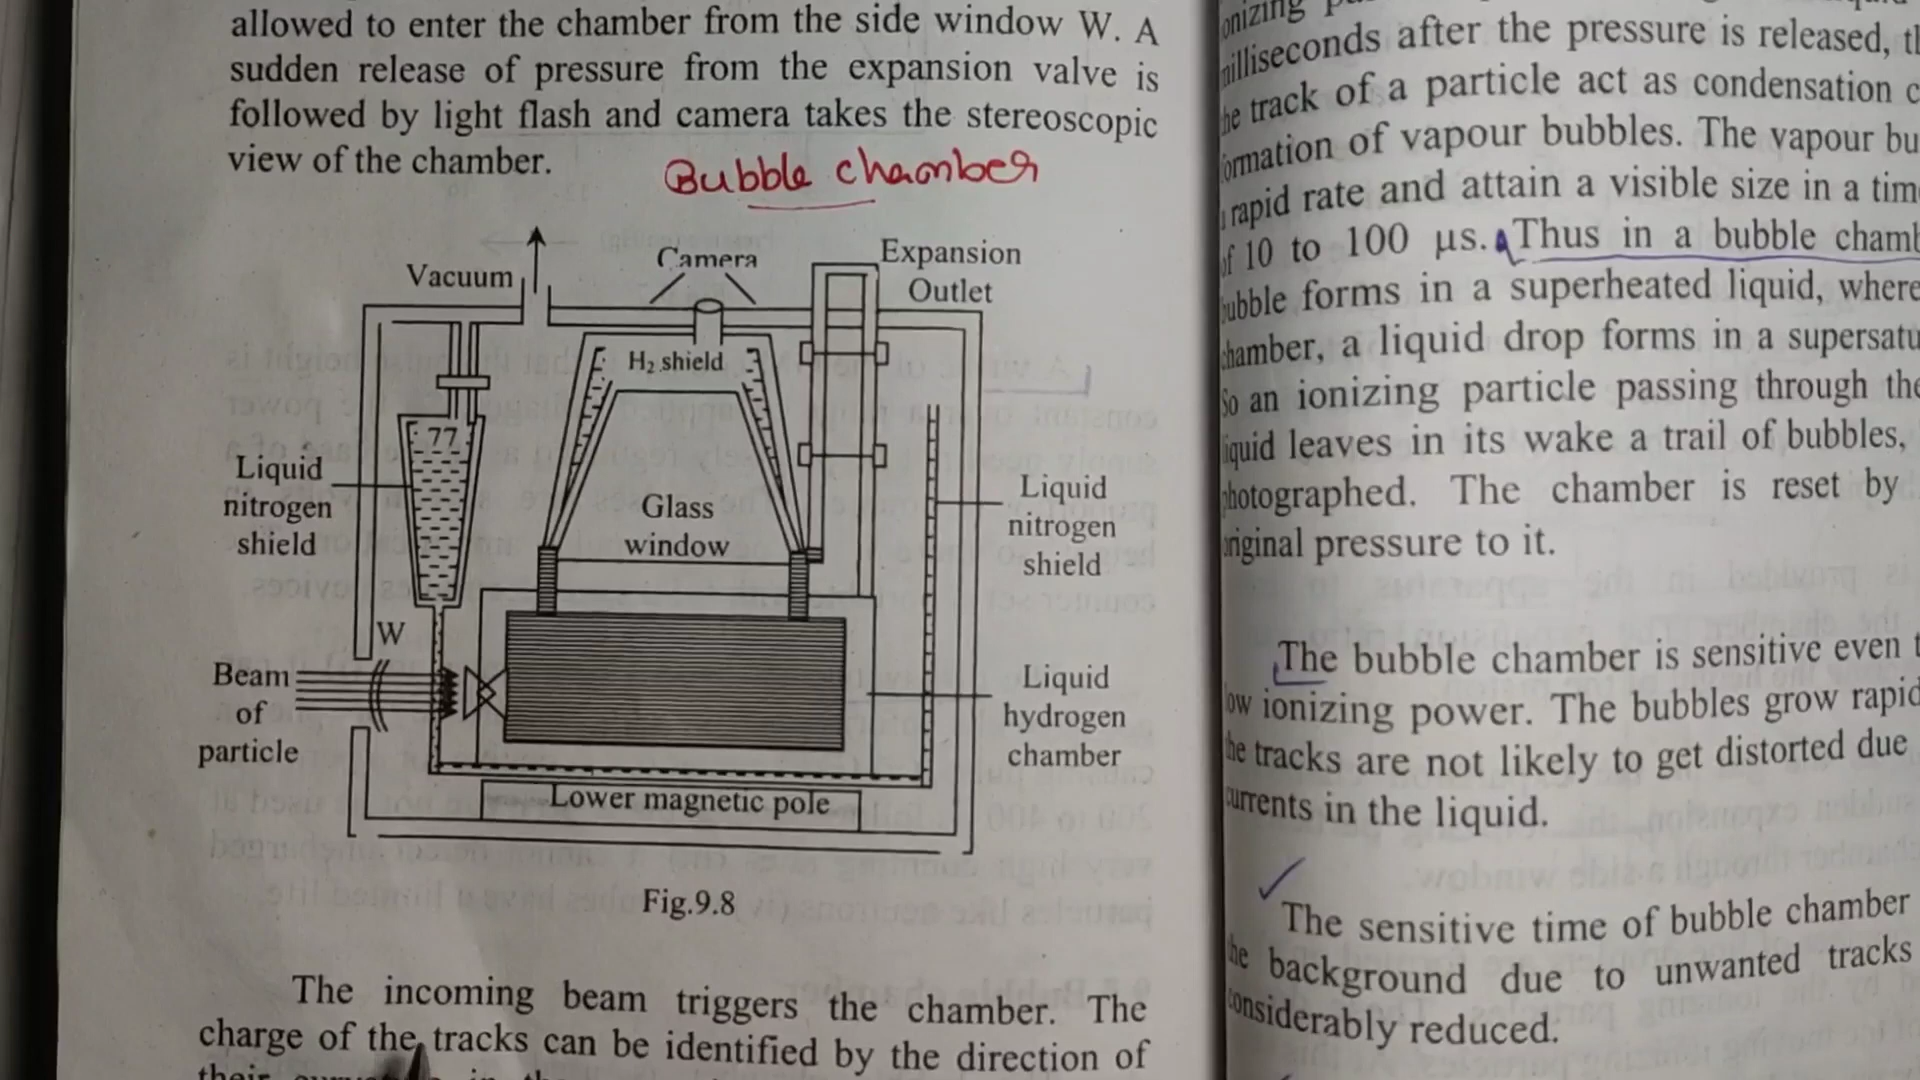 allowed to enter the chamber from the side window W. A
sudden release of pressure from the expansion valve is
followed by light flash and camera takes the stereoscopic
view of the chamber.
Bubble chamber
Vacuum
Camera
Expansion
Outlet
H₂ shield
77
Liquid
nitrogen
shield
Glass
window
Liquid
nitrogen
shield
W
Beam
of
particle
Liquid
hydrogen
chamber
Lower magnetic pole
Fig.9.8
The incoming beam triggers the chamber. The
charge of the tracks can be identified by the direction of
their
milliseconds after the pressure is released,
the track of a particle act as condensation
formation of vapour bubbles. The vapour
rapid rate and attain a visible size in a
of 10 to 100 µs. Thus in a bubble
bubble forms in a superheated liquid, where
chamber, a liquid drop forms in a
So an ionizing particle passing through the
liquid leaves in its wake a trail of bubbles,
photographed. The chamber is reset by
original pressure to it.
The bubble chamber is sensitive even
low ionizing power. The bubbles grow
the tracks are not likely to get distorted due
currents in the liquid.
The sensitive time of bubble chamber
the background due to unwanted tracks
considerably reduced.